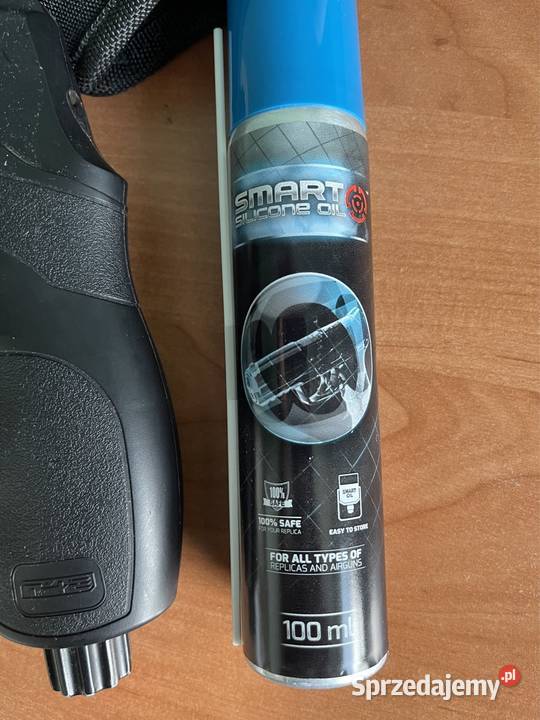 SMART
SILICONE OIL
100%
SAFE
100% SAFE
FOR YOUR REPLICA
SMART
OIL
EASY TO STORE
FOR ALL TYPES OF
REPLICAS AND AIRGUNS
100 ml
Sprzedajemy.pl